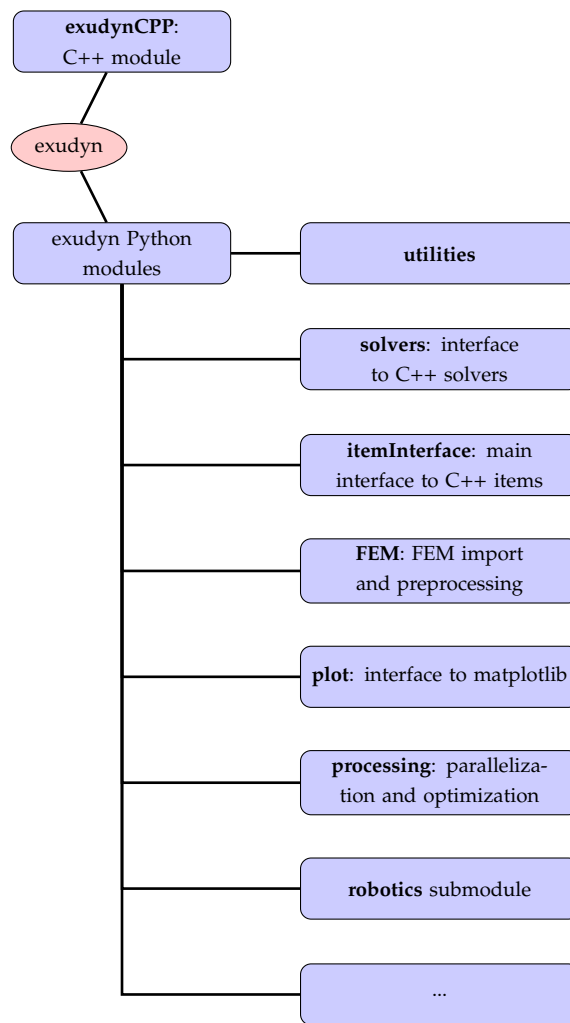 exudynCPP:
C++ module
exudyn
exudyn Python
modules
utilities
solvers: interface
to C++ solvers
itemInterface: main
interface to C++ items
FEM: FEM import
and preprocessing
plot: interface to matplotlib
processing: paralleliza-
tion and optimization
robotics submodule
...